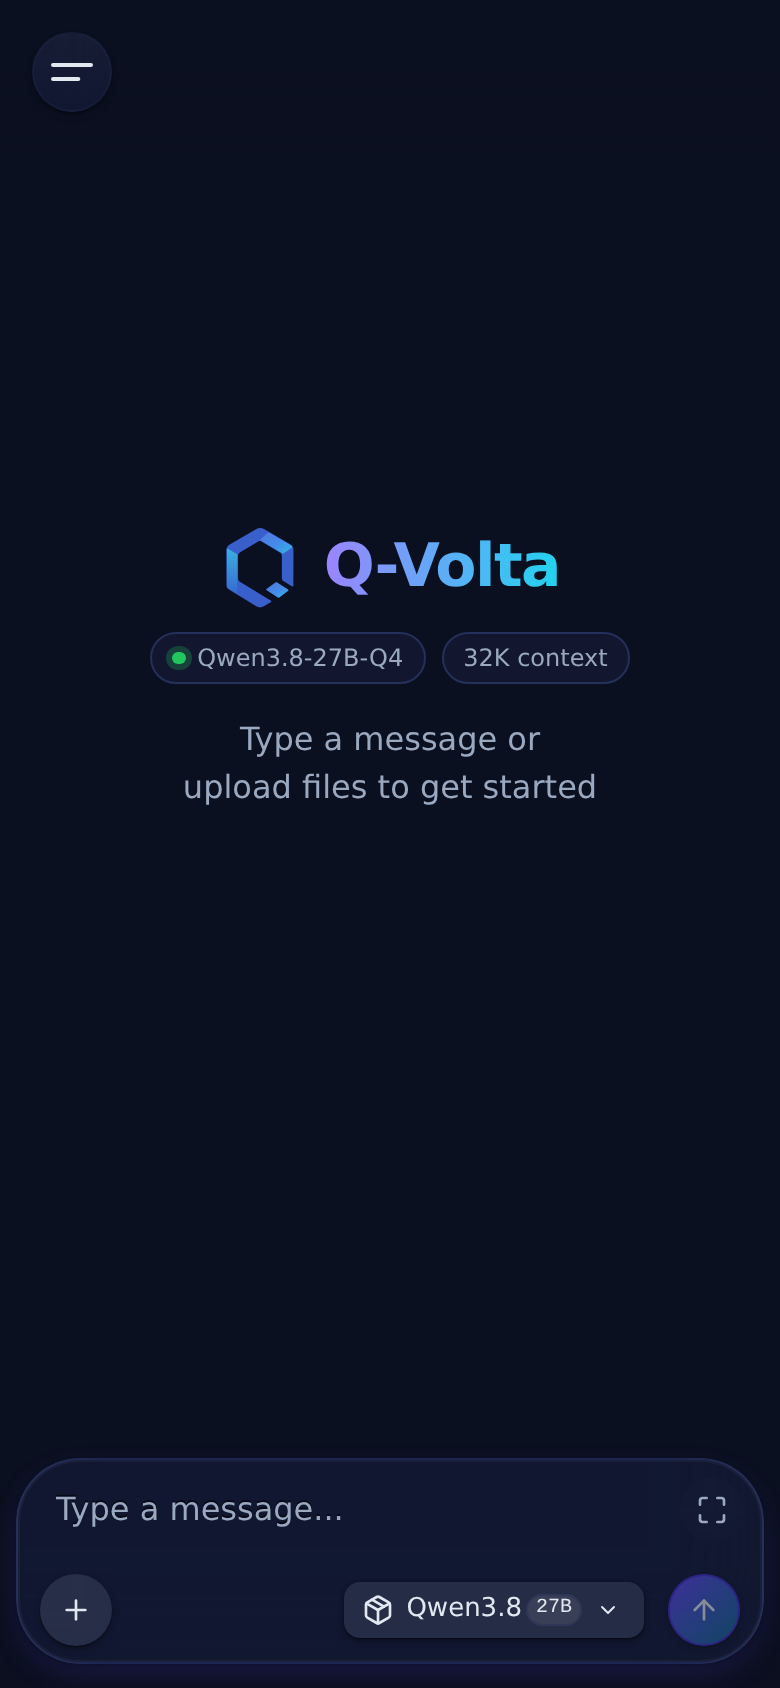 Q-Volta
Qwen3.8-27B-Q4
32K context
Type a message or
upload files to get started
Type a message...
Qwen3.8 27B